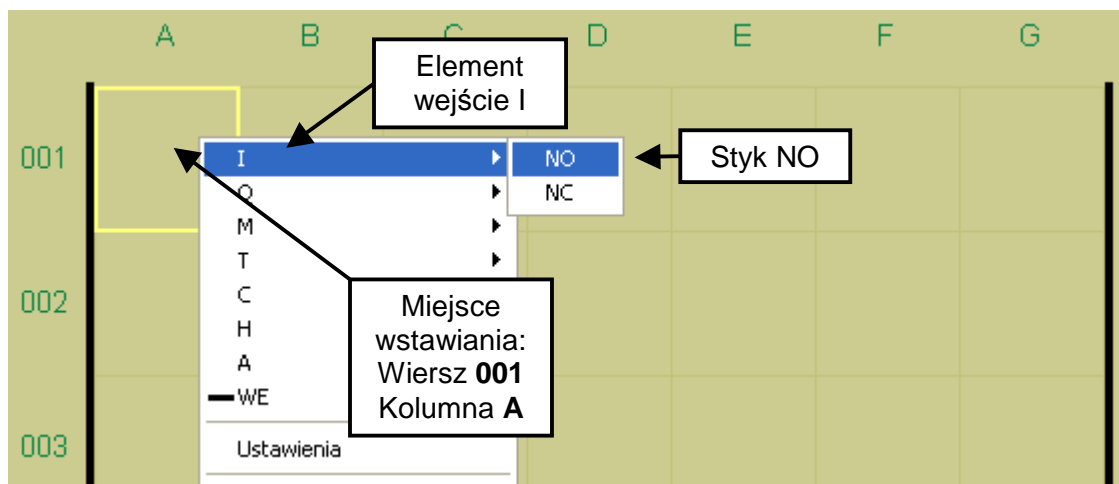 A B C D E F G
Element
wejście I
001
I
NO
Styk NO
Q
NC
M
T
002
C
Miejsce
wstawiania:
Wiersz 001
Kolumna A
H
A
WE
003
Ustawienia